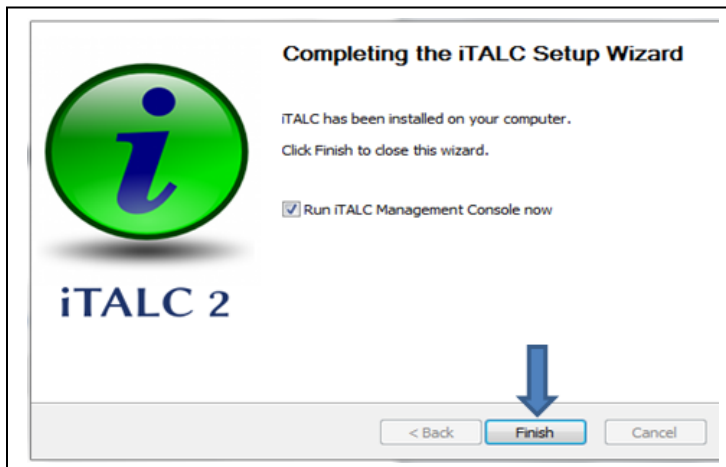 Completing the iTALC Setup Wizard
iTALC has been installed on your computer.
Click Finish to close this wizard.
Run iTALC Management Console now
iTALC 2
< Back
Finish
Cancel